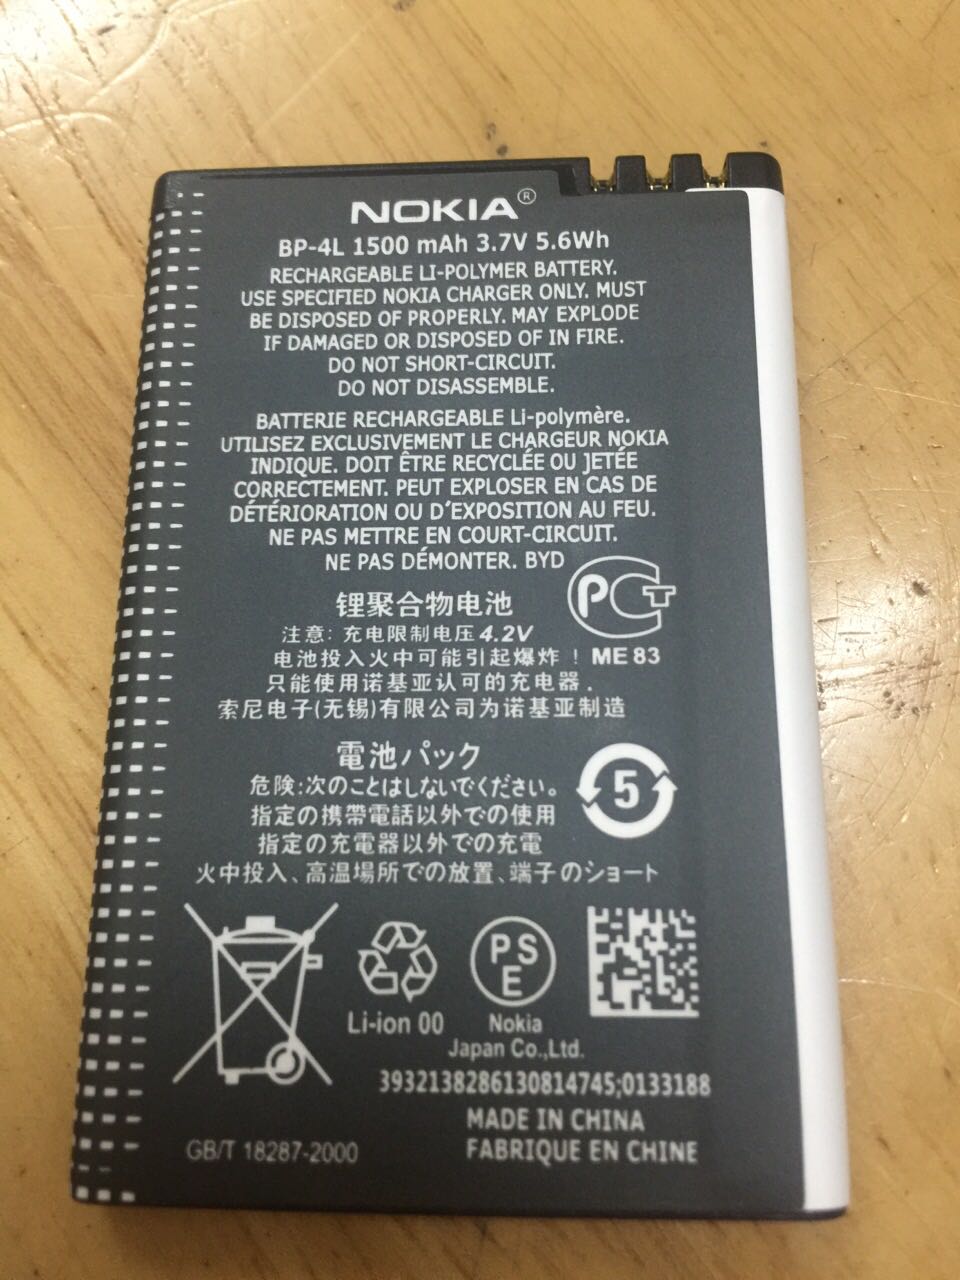 NOKIA®
BP-4L 1500 mAh 3.7V 5.6Wh
RECHARGEABLE LI-POLYMER BATTERY.
USE SPECIFIED NOKIA CHARGER ONLY. MUST
BE DISPOSED OF PROPERLY. MAY EXPLODE
IF DAMAGED OR DISPOSED OF IN FIRE.
DO NOT SHORT-CIRCUIT.
DO NOT DISASSEMBLE.
BATTERIE RECHARGEABLE Li-polymère.
UTILISEZ EXCLUSIVEMENT LE CHARGEUR NOKIA
INDIQUE. DOIT ÊTRE RECYCLÉE OU JETÉE
CORRECTEMENT. PEUT EXPLOSER EN CAS DE
DÉTÉRIORATION OU D'EXPOSITION AU FEU.
NE PAS METTRE EN COURT-CIRCUIT.
NE PAS DÉMONTER. BYD
PCT
锂聚合物电池
注意: 充电限制电压4.2V
电池投入火中可能引起爆炸! ME83
只能使用诺基亚认可的充电器.
索尼电子(无锡)有限公司为诺基亚制造
電池パック
危険:次のことはしないでください。
指定の携帯電話以外での使用
5
指定の充電器以外での充電
火中投入、高温場所での放置、端子のショート
PS
E
Li-ion 00
Nokia
Japan Co.,Ltd.
3932138286130814745;0133188
MADE IN CHINA
GB/T 18287-2000
FABRIQUE EN CHINE